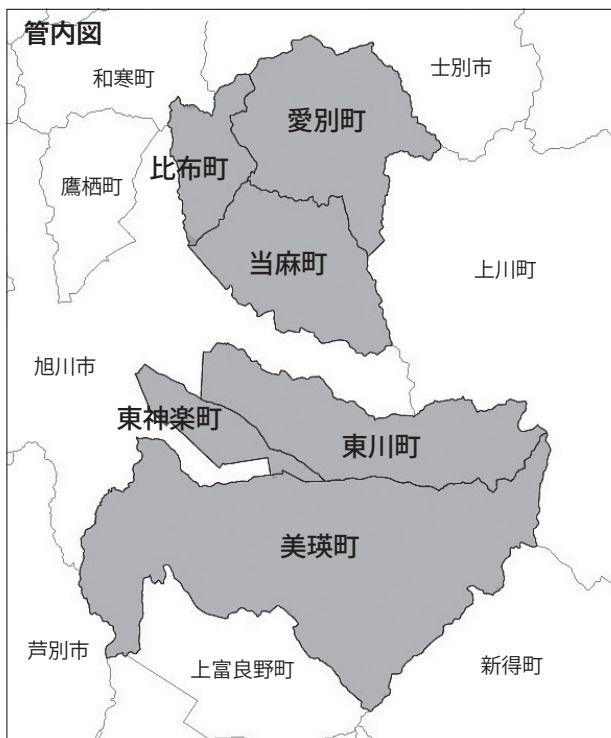 管内図
和寒町
士別市
愛別町
比布町
鷹栖町
当麻町
上川町
旭川市
東神楽町
東川町
美瑛町
芦別市
上富良野町
新得町